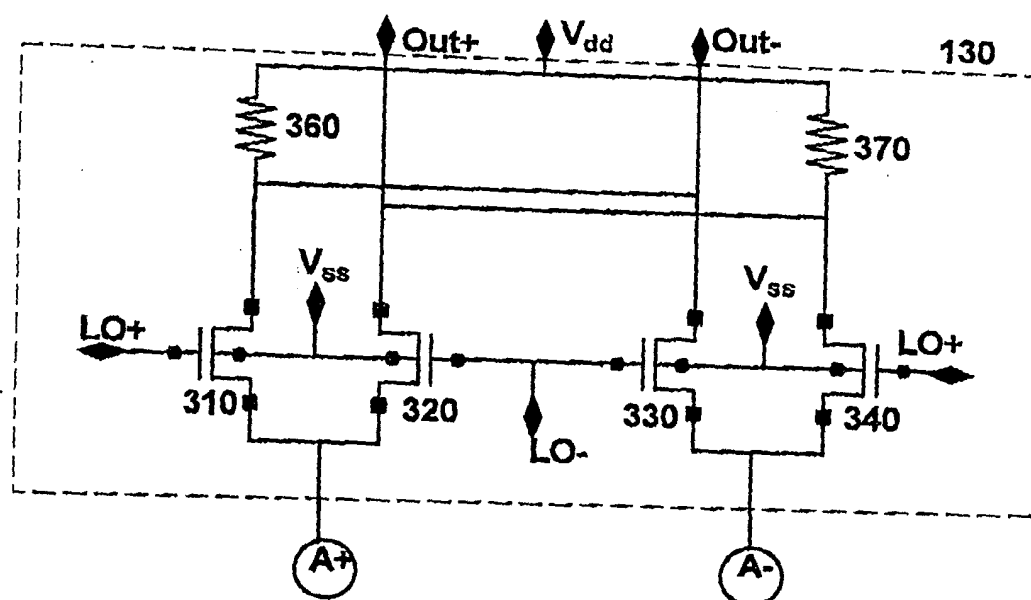 Out+ Vdd Out- 130
360 370
Vss Vss
LO+ LO+
310 320 330 340
LO-
A+ A-